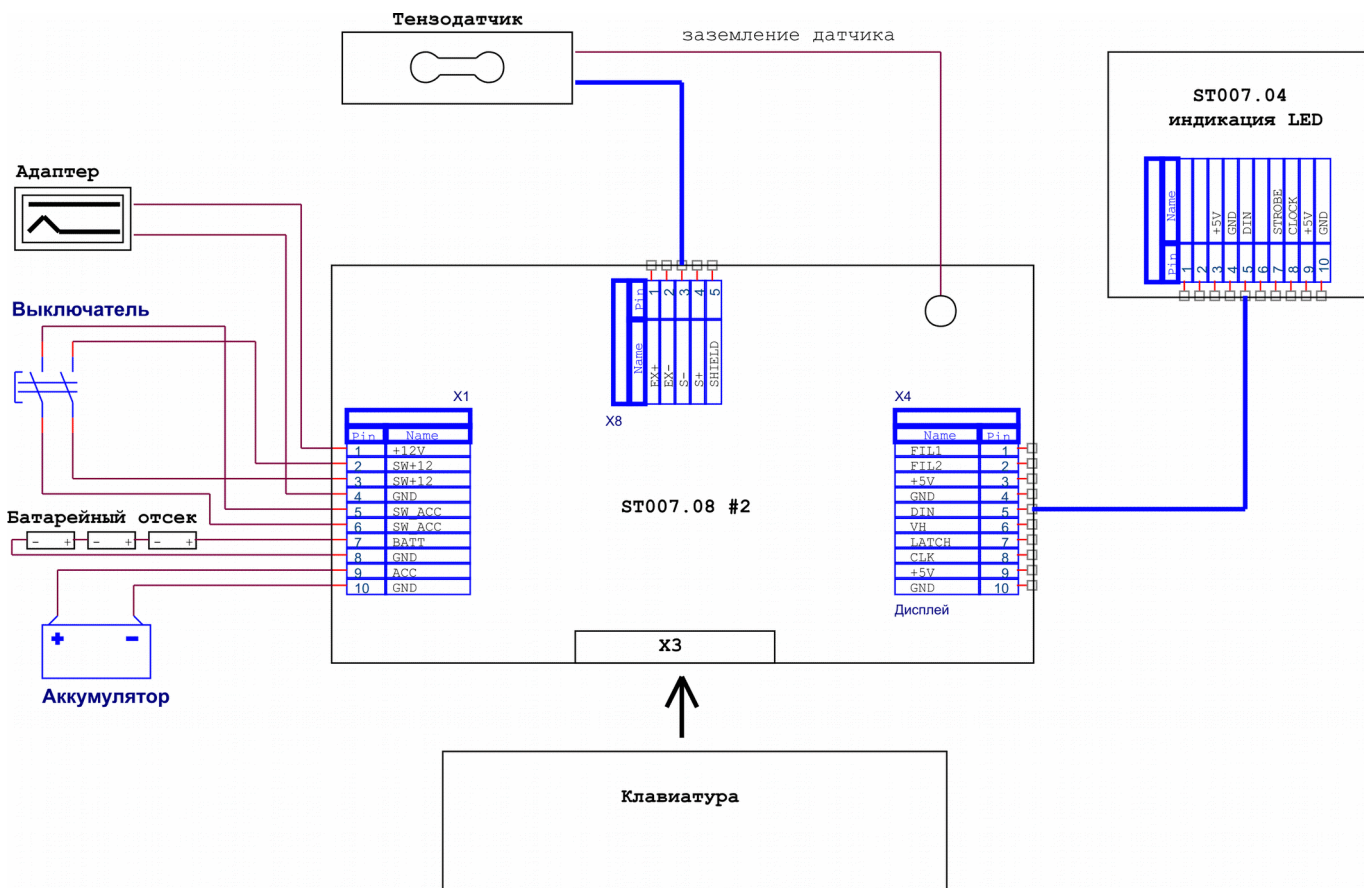 Тензодатчик
заземление датчика
ST007.04
индикация LED
Name
+5V
GND
DIN
STROBE
CLOCK
+5V
GND
Pin
1
2
3
4
5
6
7
8
9
10
Адаптер
Выключатель
Pin
1
2
3
4
5
Name
EX+
EX-
S-
S+
SHIELD
X8
X1
Pin Name
1 +12V
2 SW+12
3 SW+12
4 GND
5 SW_ACC
6 SW_ACC
7 BATT
8 GND
9 ACC
10 GND
X4
Name Pin
FIL1 1
FIL2 2
+5V 3
GND 4
DIN 5
VH 6
LATCH 7
CLK 8
+5V 9
GND 10
Дисплей
ST007.08 #2
Батарейный отсек
- + - + - +
+ -
Аккумулятор
X3
Клавиатура